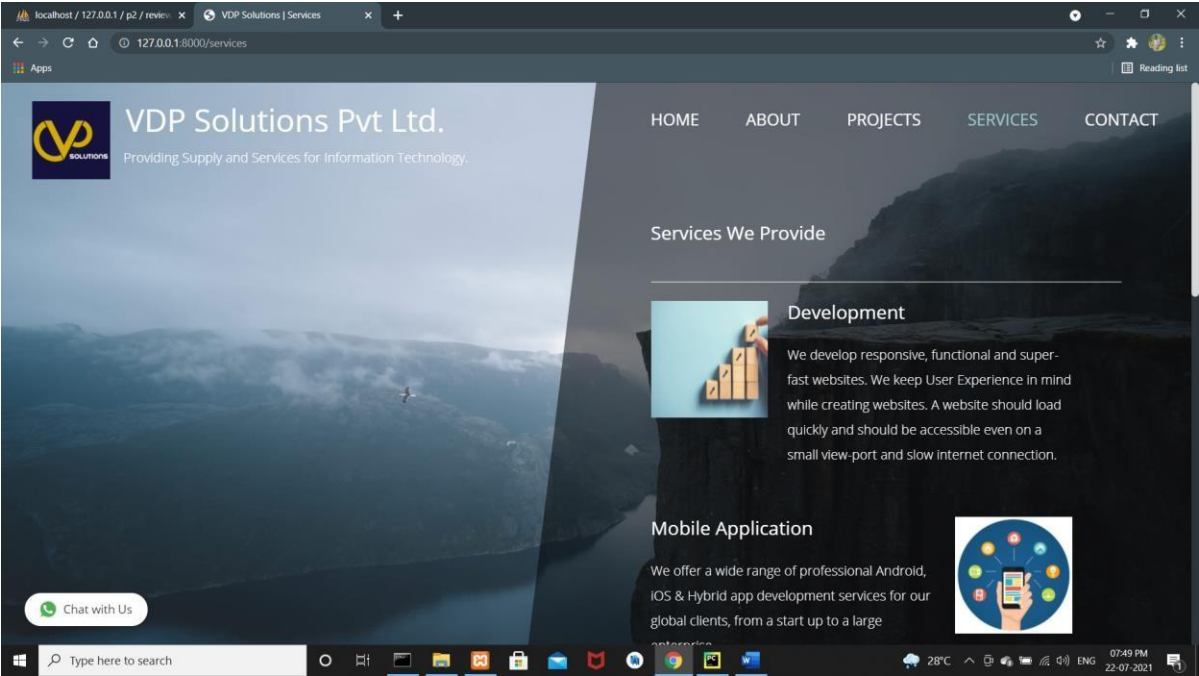 localhost / 127.0.0.1 / p2 / review
VDP Solutions | Services
127.0.0.1:8000/services
Apps
Reading list
SOLUTIONS
VDP Solutions Pvt Ltd.
Providing Supply and Services for Information Technology.
HOME ABOUT PROJECTS SERVICES CONTACT
Services We Provide
Development
We develop responsive, functional and super-
fast websites. We keep User Experience in mind
while creating websites. A website should load
quickly and should be accessible even on a
small view-port and slow internet connection.
Mobile Application
We offer a wide range of professional Android,
iOS & Hybrid app development services for our
global clients, from a start up to a large
enterprise
Chat with Us
Type here to search
PC
28°C
ENG
07:49 PM
22-07-2021
1